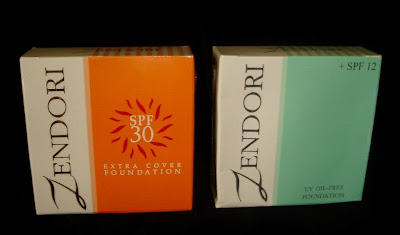 ZENDORI
SPF
30
EXTRA COVER
FOUNDATION
ZENDORI
+ SPF 12
UV OIL-FREE
FOUNDATION